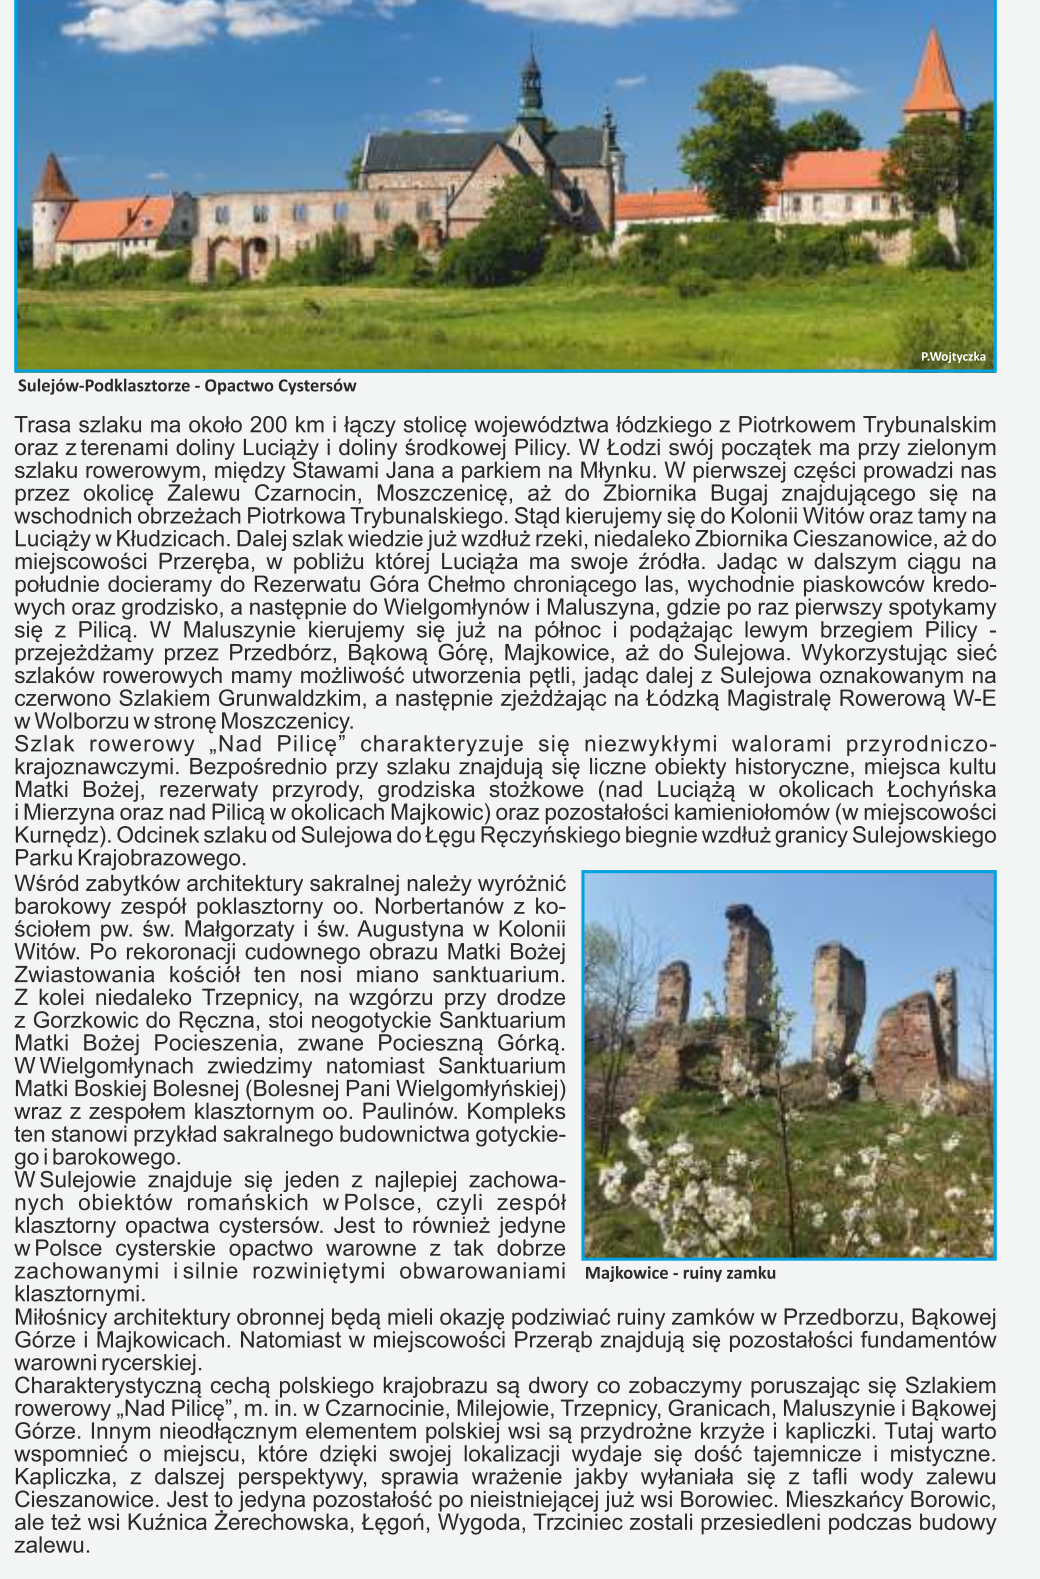 P.Wojtyczka
Sulejów-Podklasztorze - Opactwo Cystersów
Trasa szlaku ma około 200 km i łączy stolicę województwa łódzkiego z Piotrkowem Trybunalskim
oraz z terenami doliny Luciąży i doliny środkowej Pilicy. W Łodzi swój początek ma przy zielonym
szlaku rowerowym, między Stawami Jana a parkiem na Młynku. W pierwszej części prowadzi nas
przez okolicę Zalewu Czarnocin, Moszczenicę, aż do Zbiornika Bugaj znajdującego się na
wschodnich obrzeżach Piotrkowa Trybunalskiego. Stąd kierujemy się do Kolonii Witów oraz tamy na
Luciąży w Kłudzicach. Dalej szlak wiedzie już wzdłuż rzeki, niedaleko Zbiornika Cieszanowice, aż do
miejscowości Przeręba, w pobliżu której Luciąża ma swoje źródła. Jadąc w dalszym ciągu na
południe docieramy do Rezerwatu Góra Chełmo chroniącego las, wychodnie piaskowców kredo-
wych oraz grodzisko, a następnie do Wielgomłynów i Maluszyna, gdzie po raz pierwszy spotykamy
się z Pilicą. W Maluszynie kierujemy się już na północ i podążając lewym brzegiem Pilicy -
przejeżdżamy przez Przedbórz, Bąkową Górę, Majkowice, aż do Sulejowa. Wykorzystując sieć
szlaków rowerowych mamy możliwość utworzenia pętli, jadąc dalej z Sulejowa oznakowanym na
czerwono Szlakiem Grunwaldzkim, a następnie zjeżdżając na Łódzką Magistralę Rowerową W-E
w Wolborzu w stronę Moszczenicy.
Szlak rowerowy „Nad Pilicę” charakteryzuje się niezwykłymi walorami przyrodniczo-
krajoznawczymi. Bezpośrednio przy szlaku znajdują się liczne obiekty historyczne, miejsca kultu
Matki Bożej, rezerwaty przyrody, grodziska stożkowe (nad Luciążą w okolicach Łochyńska
i Mierzyna oraz nad Pilicą w okolicach Majkowic) oraz pozostałości kamieniołomów (w miejscowości
Kurnędz). Odcinek szlaku od Sulejowa do Łęgu Ręczyńskiego biegnie wzdłuż granicy Sulejowskiego
Parku Krajobrazowego.
Wśród zabytków architektury sakralnej należy wyróżnić
barokowy zespół poklasztorny oo. Norbertanów z ko-
ściołem pw. św. Małgorzaty i św. Augustyna w Kolonii
Witów. Po rekoronacji cudownego obrazu Matki Bożej
Zwiastowania kościół ten nosi miano sanktuarium.
Z kolei niedaleko Trzepnicy, na wzgórzu przy drodze
z Gorzkowic do Ręczna, stoi neogotyckie Sanktuarium
Matki Bożej Pocieszenia, zwane Pocieszną Górką.
W Wielgomłynach zwiedzimy natomiast Sanktuarium
Matki Boskiej Bolesnej (Bolesnej Pani Wielgomłyńskiej)
wraz z zespołem klasztornym oo. Paulinów. Kompleks
ten stanowi przykład sakralnego budownictwa gotyckie-
go i barokowego.
W Sulejowie znajduje się jeden z najlepiej zachowa-
nych obiektów romańskich w Polsce, czyli zespół
klasztorny opactwa cystersów. Jest to również jedyne
w Polsce cysterskie opactwo warowne z tak dobrze
zachowanymi i silnie rozwiniętymi obwarowaniami
klasztornymi.
Majkowice - ruiny zamku
Miłośnicy architektury obronnej będą mieli okazję podziwiać ruiny zamków w Przedborzu, Bąkowej
Górze i Majkowicach. Natomiast w miejscowości Przerąb znajdują się pozostałości fundamentów
warowni rycerskiej.
Charakterystyczną cechą polskiego krajobrazu są dwory co zobaczymy poruszając się Szlakiem
rowerowy „Nad Pilicę”, m. in. w Czarnocinie, Milejowie, Trzepnicy, Granicach, Maluszynie i Bąkowej
Górze. Innym nieodłącznym elementem polskiej wsi są przydrożne krzyże i kapliczki. Tutaj warto
wspomnieć o miejscu, które dzięki swojej lokalizacji wydaje się dość tajemnicze i mistyczne.
Kapliczka, z dalszej perspektywy, sprawia wrażenie jakby wyłaniała się z tafli wody zalewu
Cieszanowice. Jest to jedyna pozostałość po nieistniejącej już wsi Borowiec. Mieszkańcy Borowic,
ale też wsi Kuźnica Żerechowska, Łęgoń, Wygoda, Trzciniec zostali przesiedleni podczas budowy
zalewu.